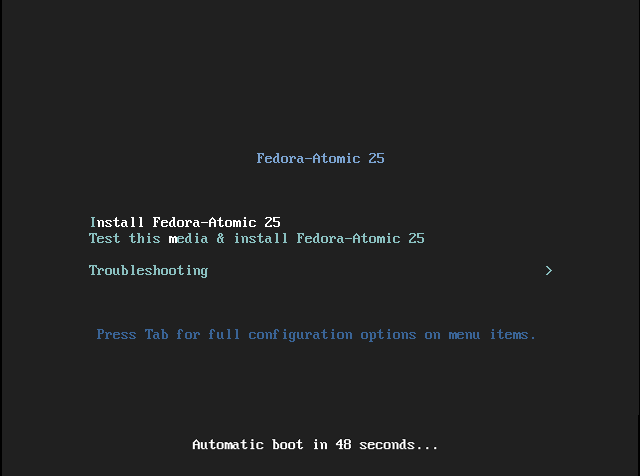 Fedora-Atomic 25
Install Fedora-Atomic 25
Test this media & install Fedora-Atomic 25
Troubleshooting >
Press Tab for full configuration options on menu items.
Automatic boot in 48 seconds...